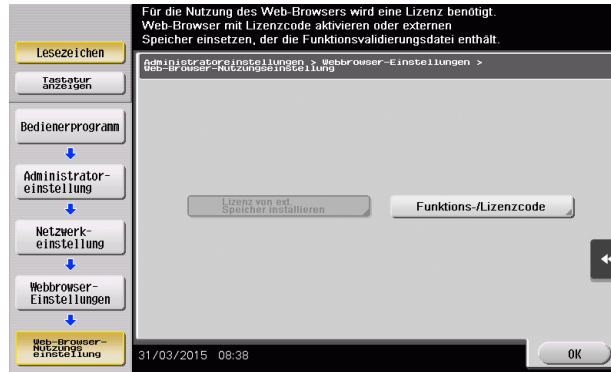 Für die Nutzung des Web-Browsers wird eine Lizenz benötigt.
Web-Browser mit Lizenzcode aktivieren oder externen
Speicher einsetzen, der die Funktionsvalidierungsdatei enthält.
Lesezeichen
Tastatur
anzeigen
Administratoreinstellungen > Webbrowser-Einstellungen >
Web-Browser-Nutzungseinstellung
Bedienerprogramm
Administrator-
einstellung
Netzwerk-
einstellung
Webbrowser-
Einstellungen
Web-Browser-
Nutzungs
einstellung
Lizenz von ext.
Speicher installieren
Funktions-/Lizenzcode
31/03/2015 08:38
OK